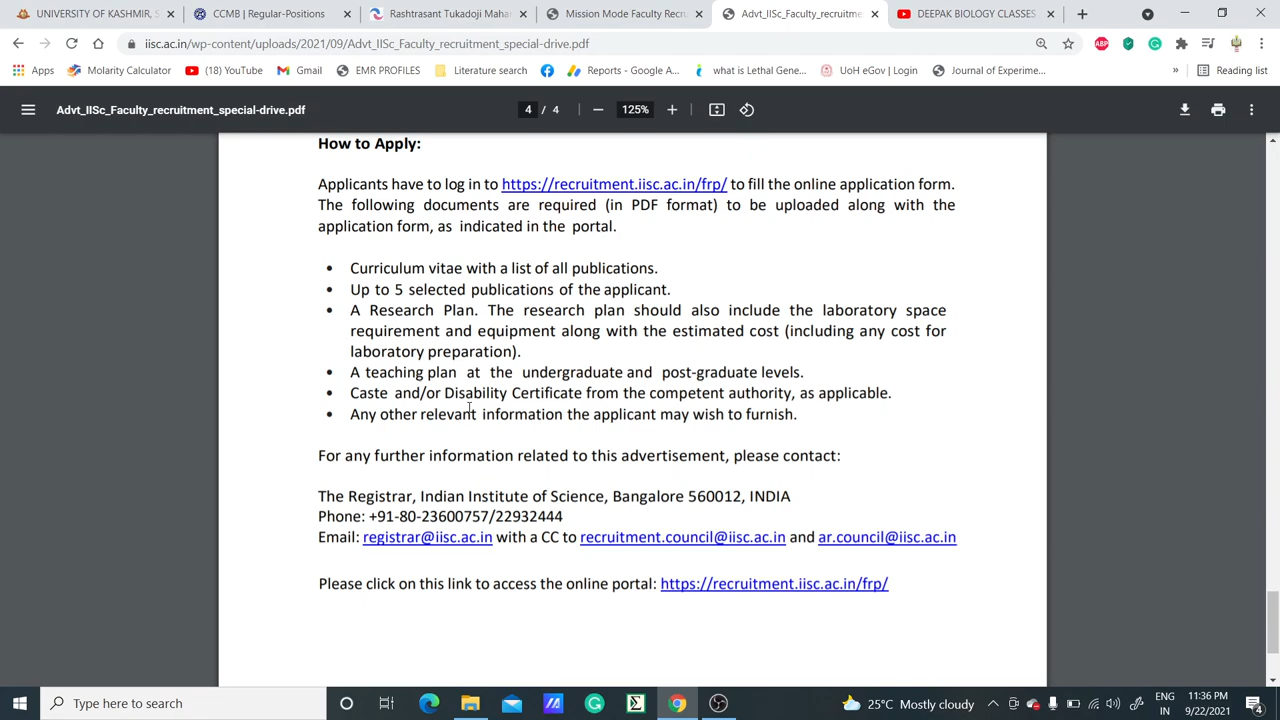 UNIVERSITY OF KASHMIR, S
CCMB | Regular-Positions
Rashtrasant Tukadoji Mahar
Mission Mode Faculty Recru
Advt_IISc_Faculty_recruitme
DEEPAK BIOLOGY CLASSES
iisc.ac.in/wp-content/uploads/2021/09/Advt_IISc_Faculty_recruitment_special-drive.pdf
ABP
Apps
Molarity Calculator
(18) YouTube
Gmail
EMR PROFILES
Literature search
Reports - Google A...
what is Lethal Gene...
UoH eGov | Login
Journal of Experime...
»
Reading list
Advt_IISc_Faculty_recruitment_special-drive.pdf
4 / 4
125%
How to Apply:
Applicants have to log in to https://recruitment.iisc.ac.in/frp/ to fill the online application form.
The following documents are required (in PDF format) to be uploaded along with the
application form, as indicated in the portal.
• Curriculum vitae with a list of all publications.
• Up to 5 selected publications of the applicant.
• A Research Plan. The research plan should also include the laboratory space
requirement and equipment along with the estimated cost (including any cost for
laboratory preparation).
• A teaching plan at the undergraduate and post-graduate levels.
• Caste and/or Disability Certificate from the competent authority, as applicable.
• Any other relevant information the applicant may wish to furnish.
For any further information related to this advertisement, please contact:
The Registrar, Indian Institute of Science, Bangalore 560012, INDIA
Phone: +91-80-23600757/22932444
Email: registrar@iisc.ac.in with a CC to recruitment.council@iisc.ac.in and ar.council@iisc.ac.in
Please click on this link to access the online portal: https://recruitment.iisc.ac.in/frp/
Type here to search
25°C Mostly cloudy
ENG
IN
11:36 PM
9/22/2021
4